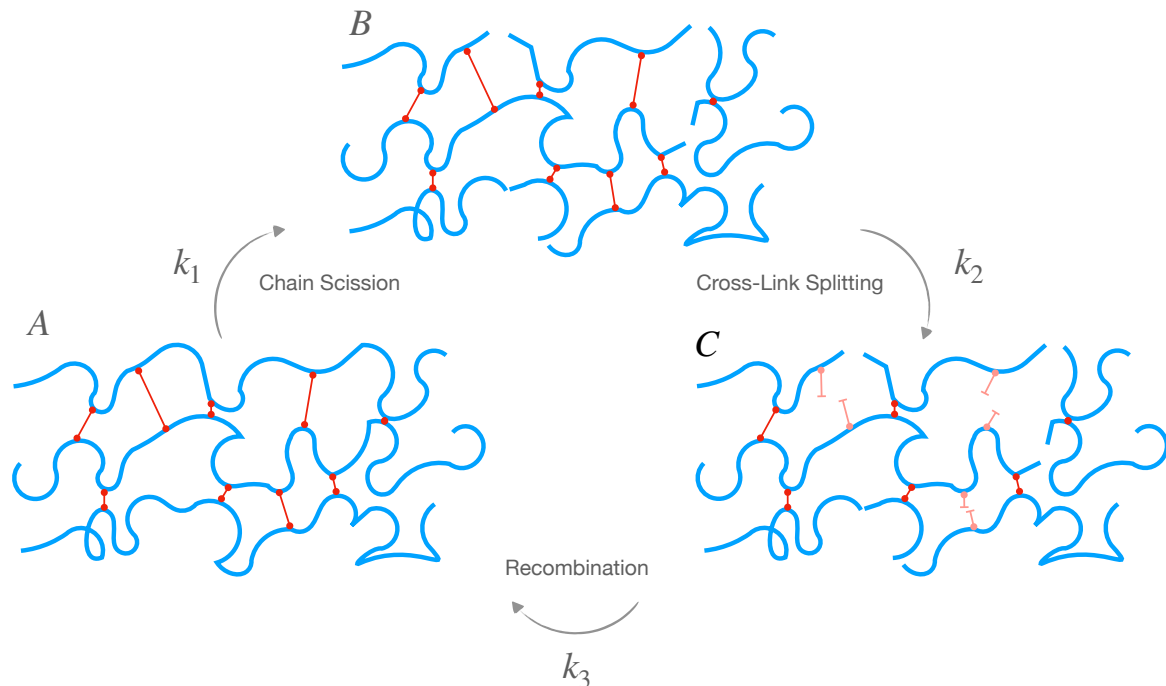 B
k₁
Chain Scission
Cross-Link Splitting
k₂
A
C
Recombination
k₃